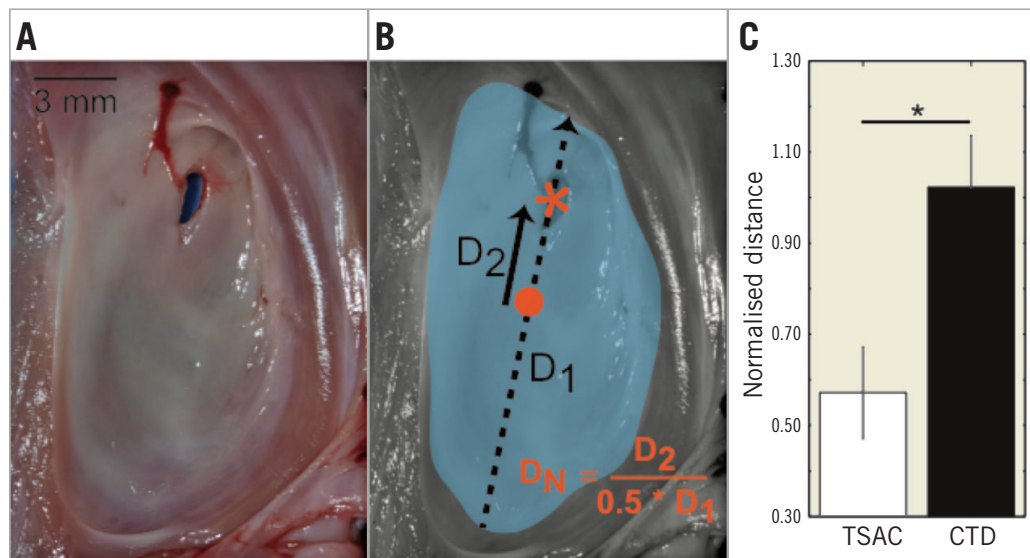 A
3 mm
B
D2
D1
DN = D2
0.5 * D1
C
1.30
1.10
0.90
0.70
0.50
0.30
Normalised distance
*
TSAC
CTD